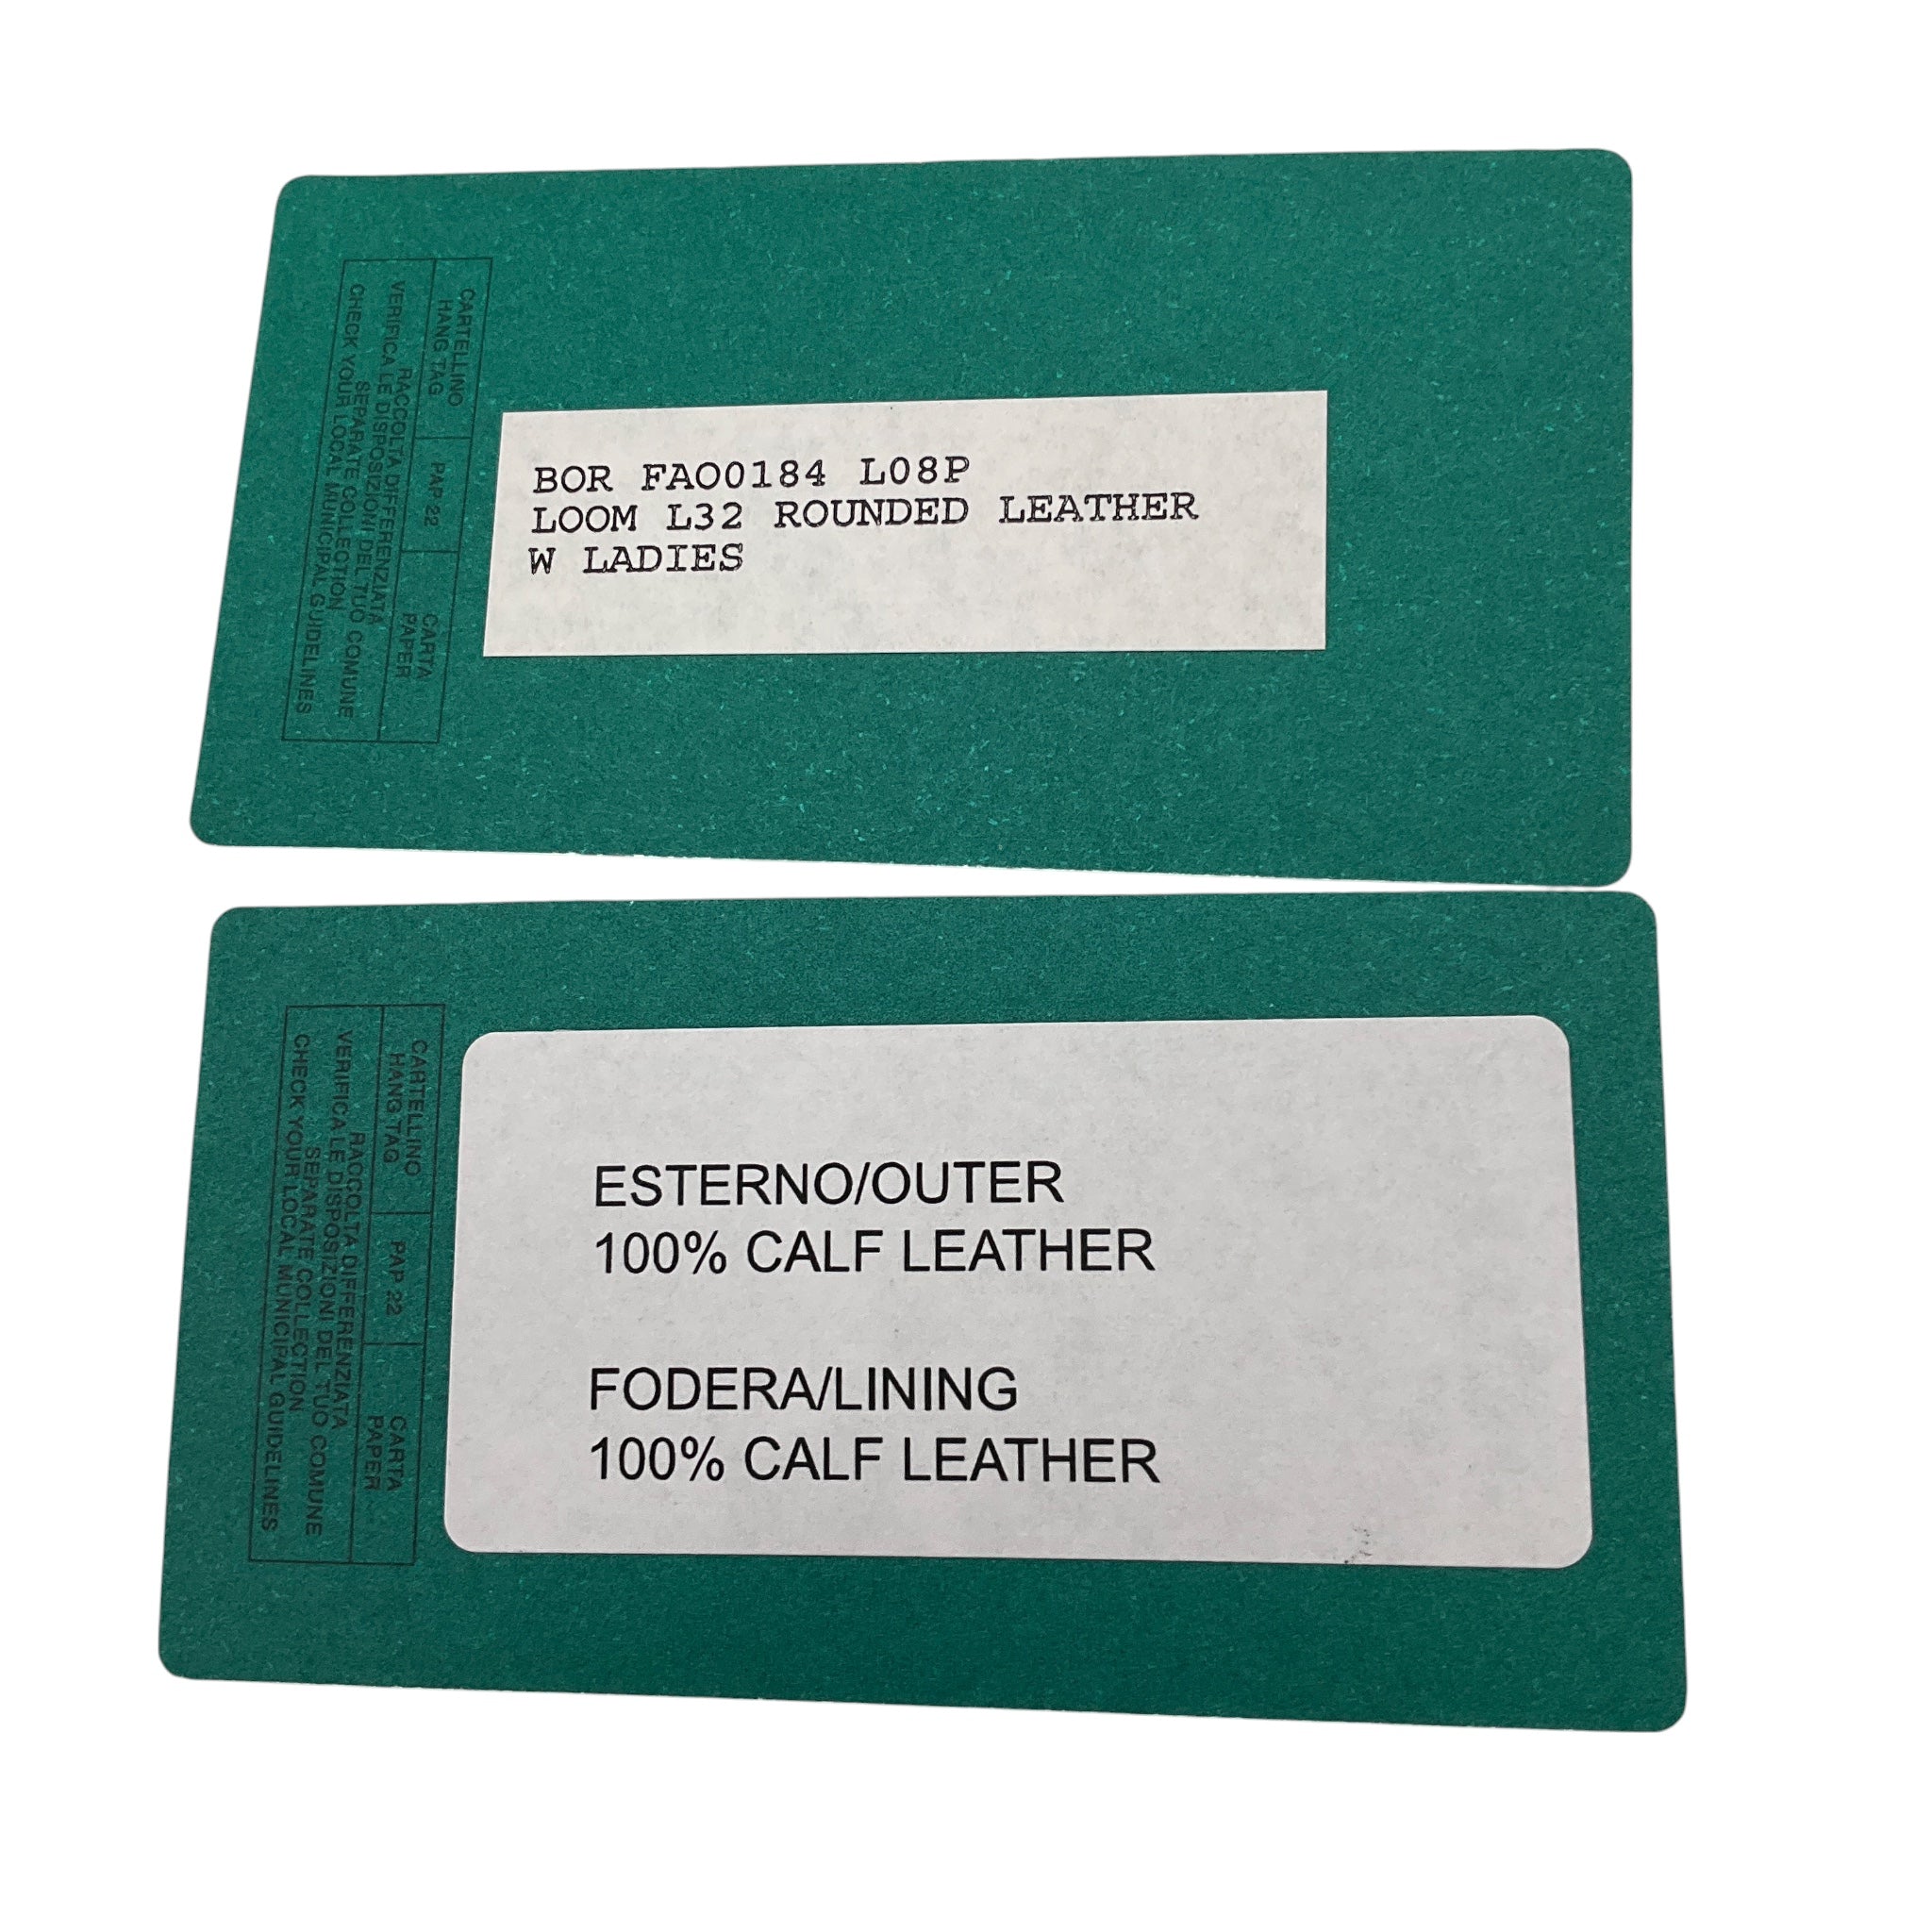 CARTELLINO
HANG TAG
PAP 22
CARTA
PAPER
RACCOLTA DIFFERENZIATA
VERIFICA LE DISPOSIZIONI DEL TUO COMUNE
SEPARATE COLLECTION
CHECK YOUR LOCAL MUNICIPAL GUIDELINES
BOR FAO0184 L08P
LOOM L32 ROUNDED LEATHER
W LADIES
CARTELLINO
HANG TAG
PAP 22
CARTA
PAPER
RACCOLTA DIFFERENZIATA
VERIFICA LE DISPOSIZIONI DEL TUO COMUNE
SEPARATE COLLECTION
CHECK YOUR LOCAL MUNICIPAL GUIDELINES
ESTERNO/OUTER
100% CALF LEATHER
FODERA/LINING
100% CALF LEATHER